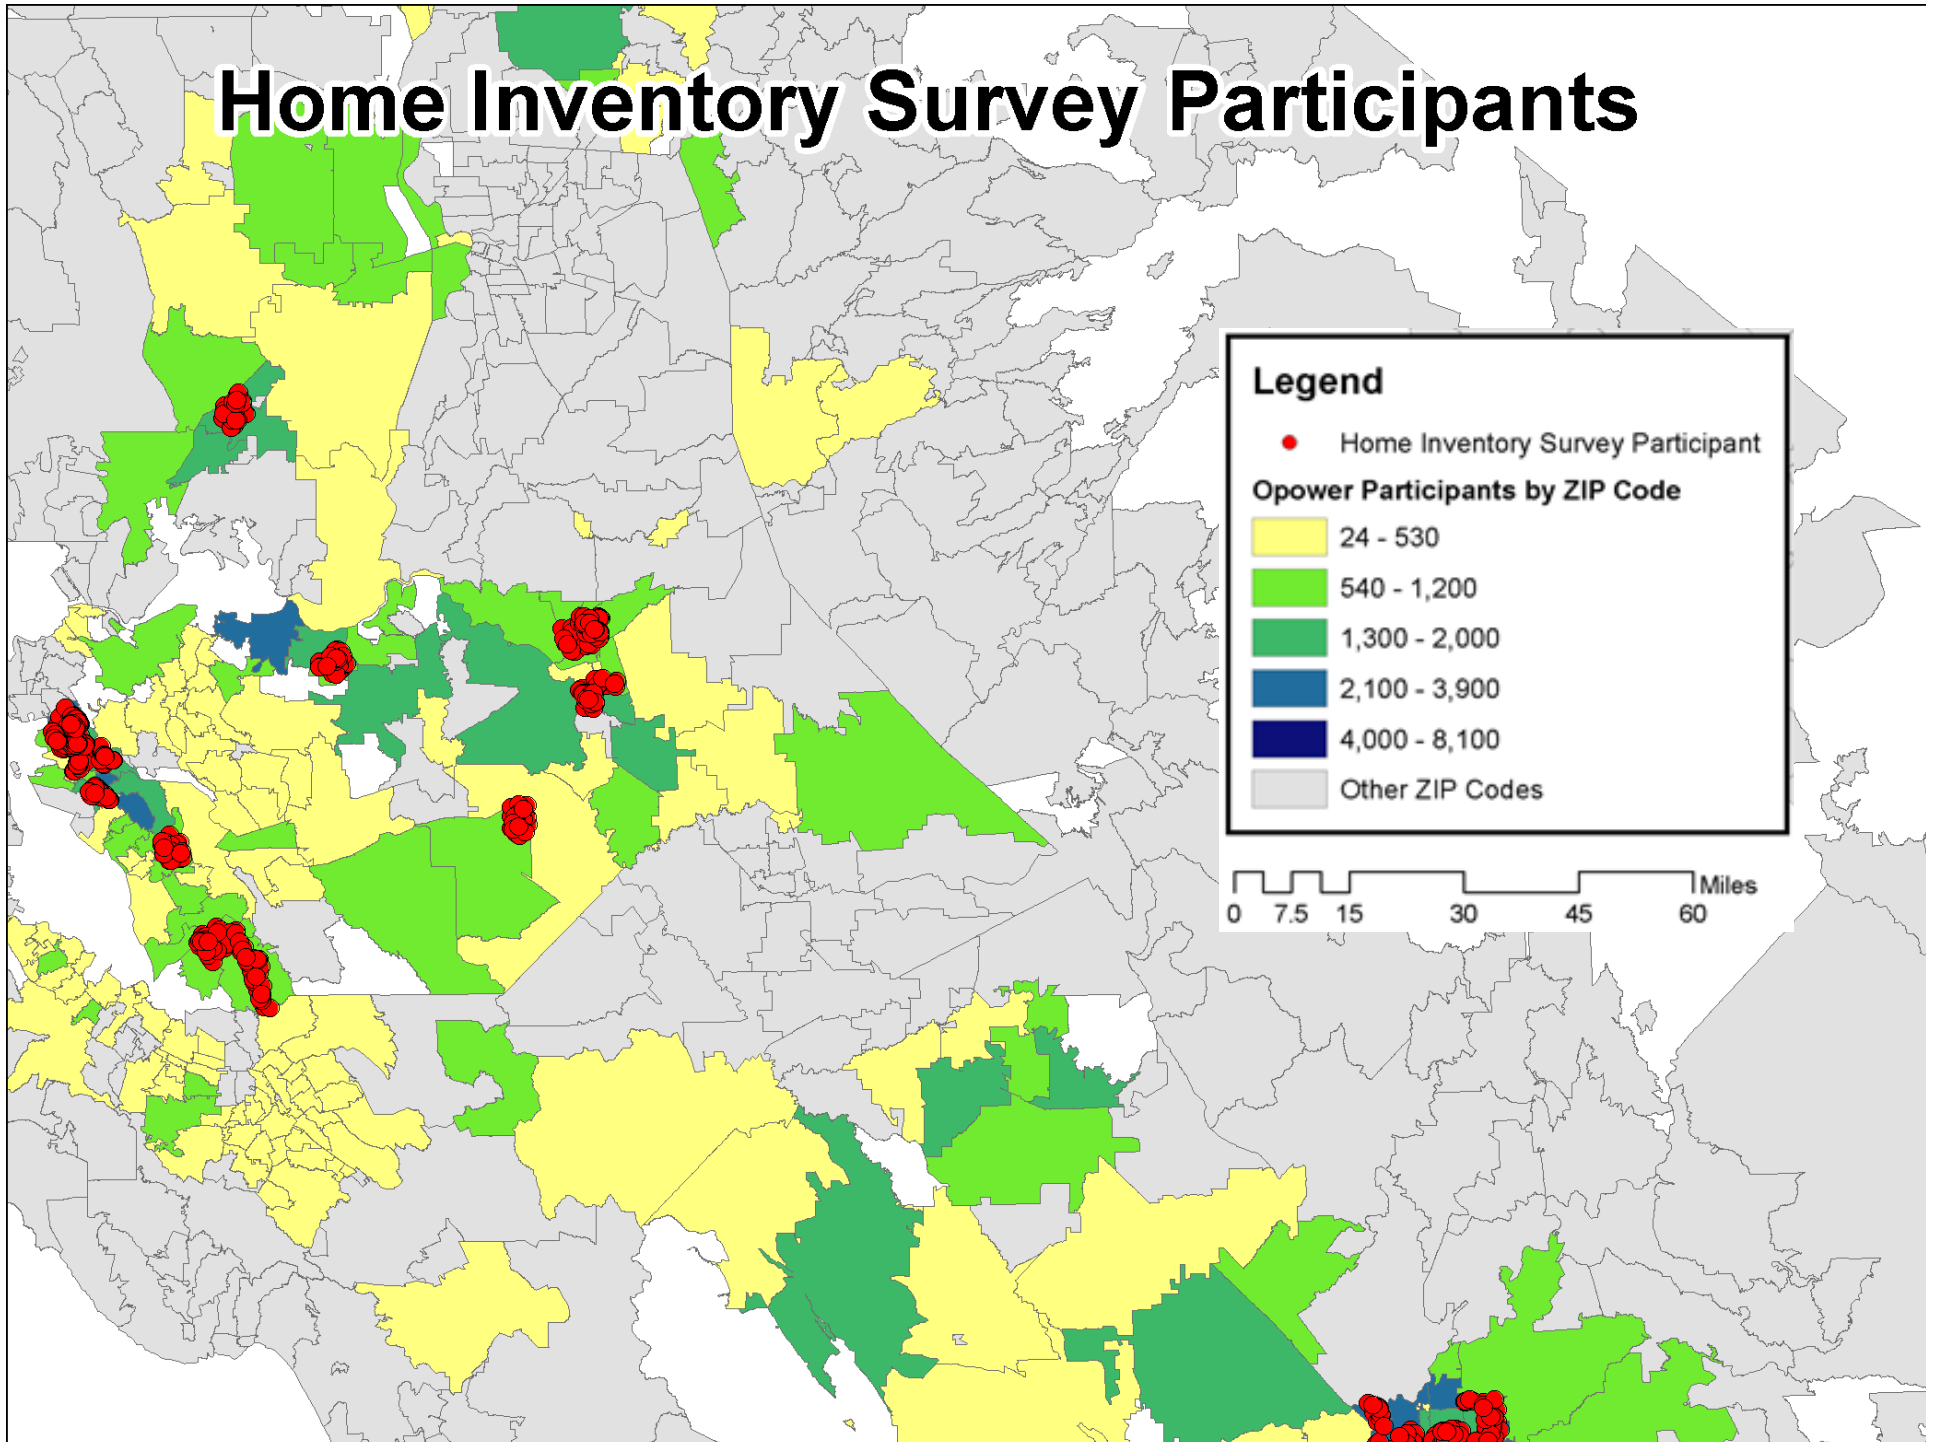 Home Inventory Survey Participants
Legend
Home Inventory Survey Participant
Opower Participants by ZIP Code
24 - 530
540 - 1,200
1,300 - 2,000
2,100 - 3,900
4,000 - 8,100
Other ZIP Codes
Miles
0 7.5 15 30 45 60